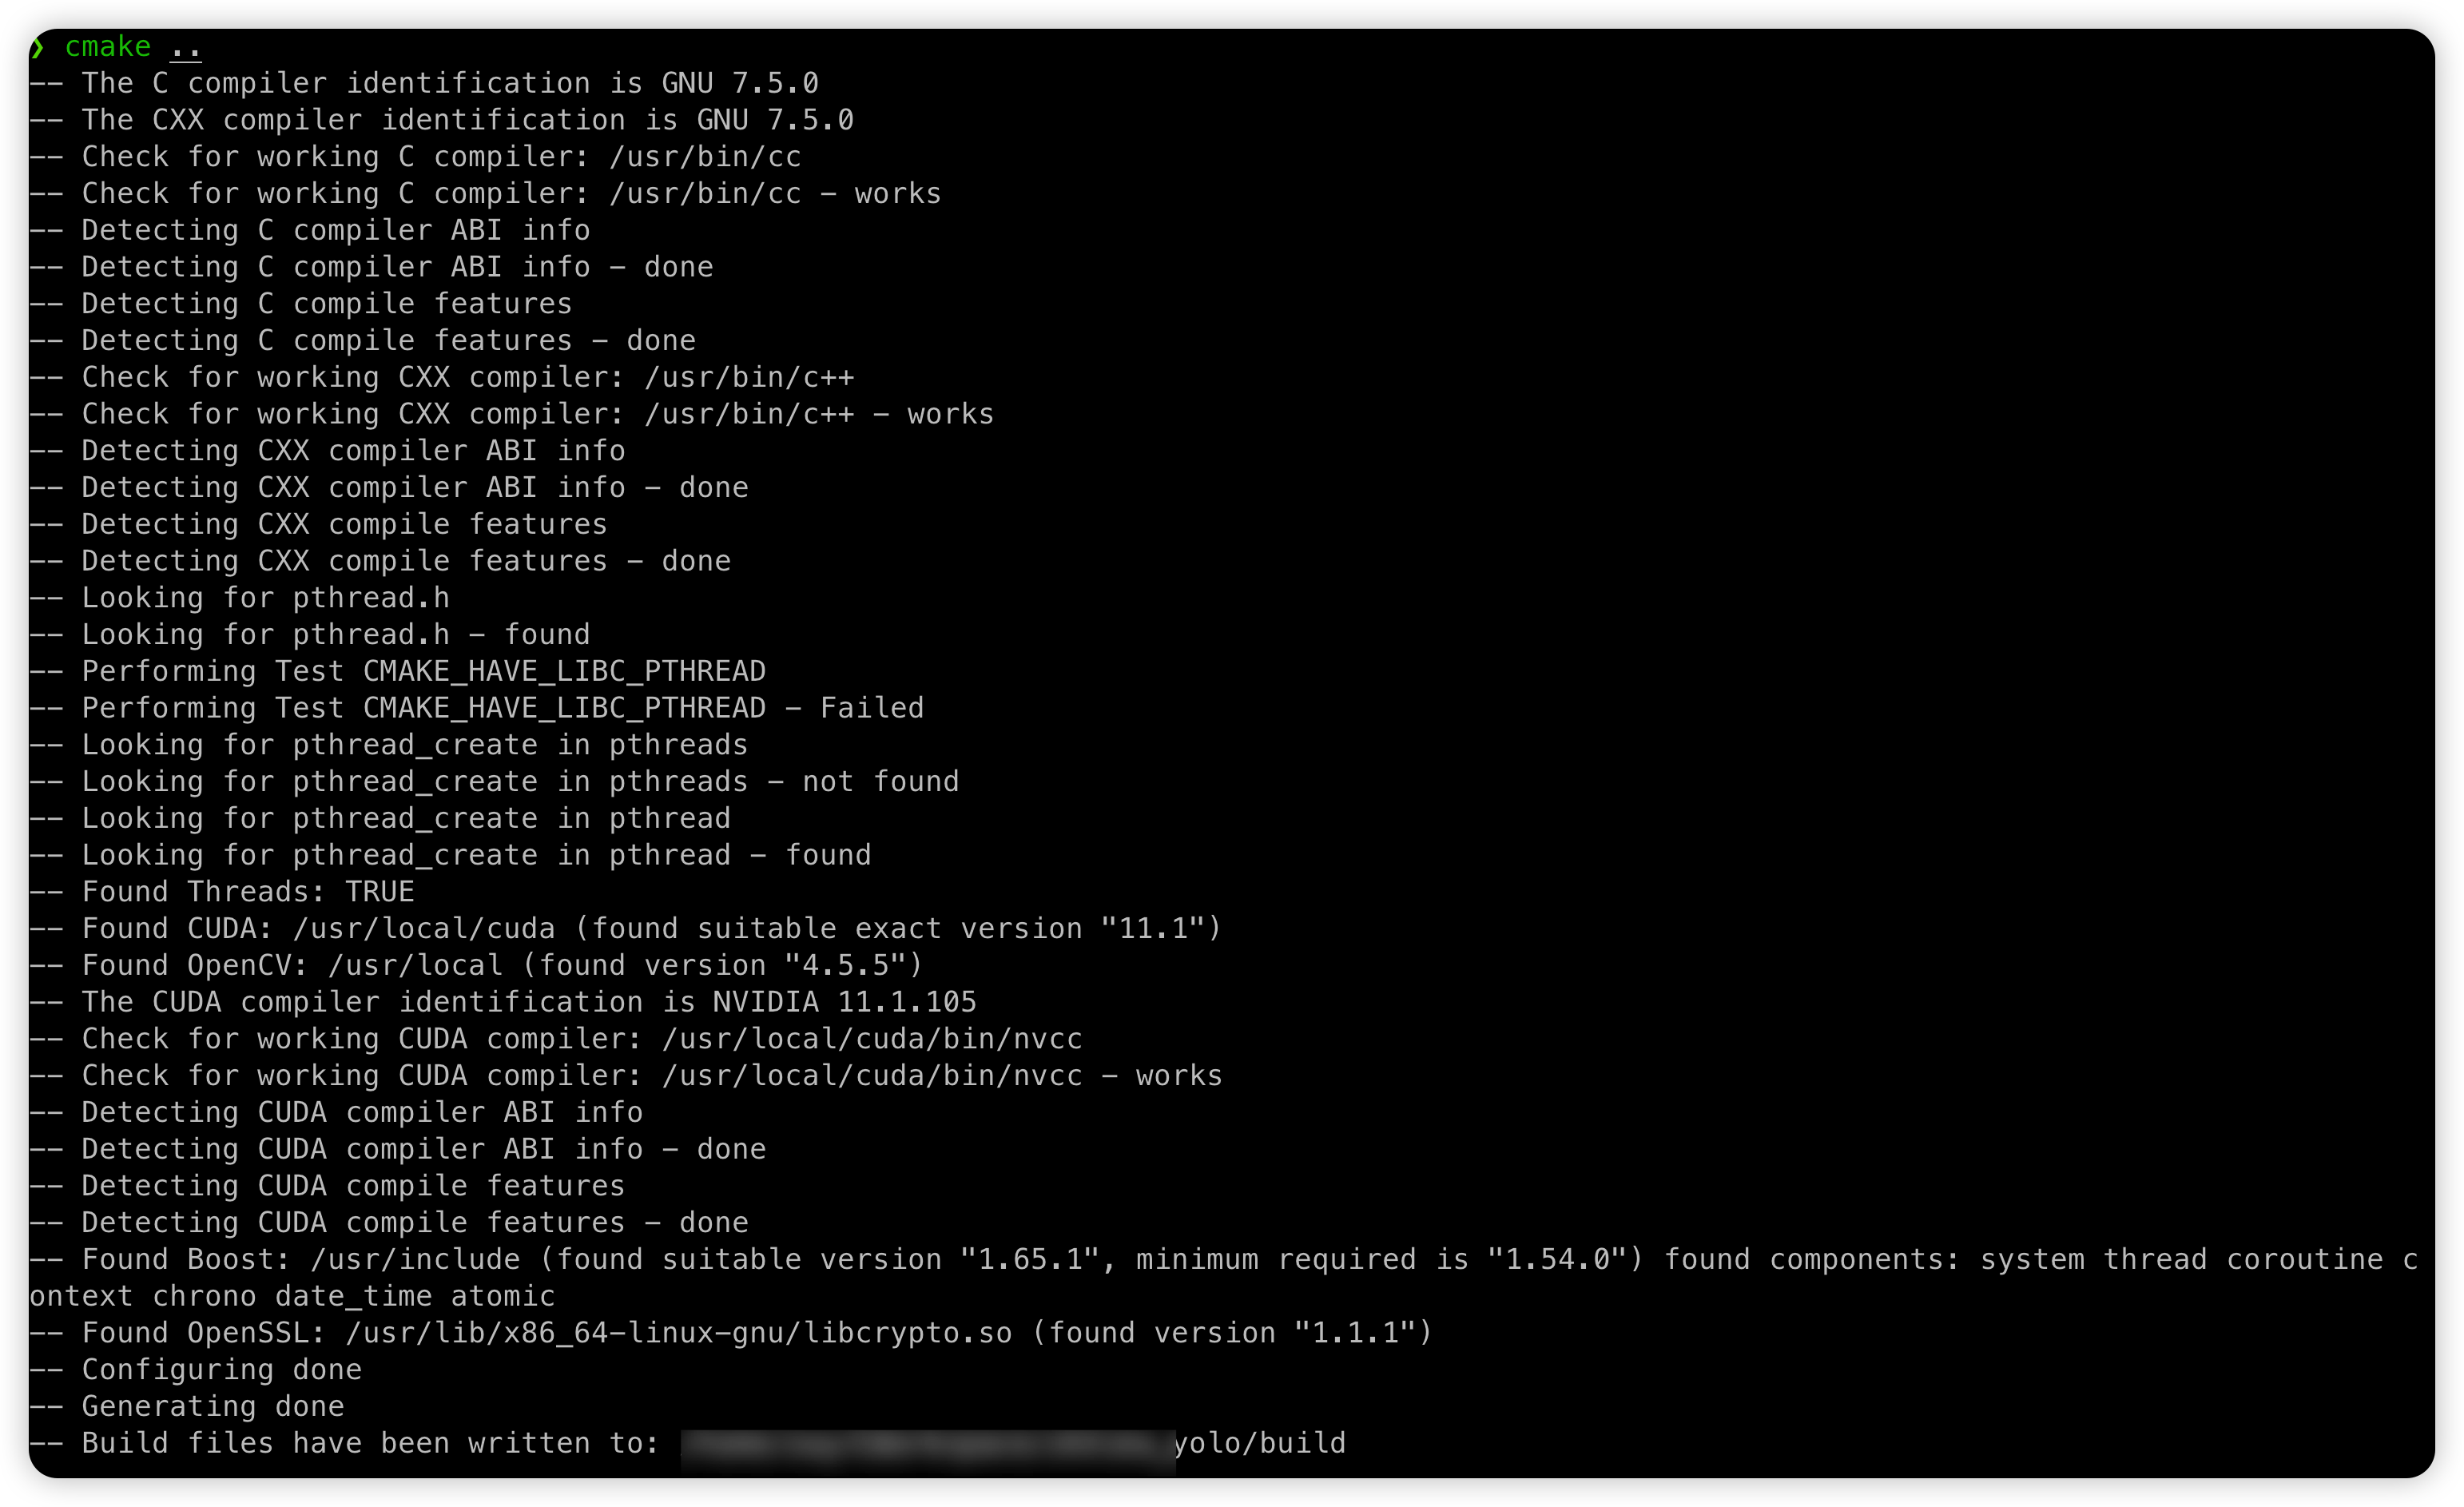 ❯ cmake ..
-- The C compiler identification is GNU 7.5.0
-- The CXX compiler identification is GNU 7.5.0
-- Check for working C compiler: /usr/bin/cc
-- Check for working C compiler: /usr/bin/cc - works
-- Detecting C compiler ABI info
-- Detecting C compiler ABI info - done
-- Detecting C compile features
-- Detecting C compile features - done
-- Check for working CXX compiler: /usr/bin/c++
-- Check for working CXX compiler: /usr/bin/c++ - works
-- Detecting CXX compiler ABI info
-- Detecting CXX compiler ABI info - done
-- Detecting CXX compile features
-- Detecting CXX compile features - done
-- Looking for pthread.h
-- Looking for pthread.h - found
-- Performing Test CMAKE_HAVE_LIBC_PTHREAD
-- Performing Test CMAKE_HAVE_LIBC_PTHREAD - Failed
-- Looking for pthread_create in pthreads
-- Looking for pthread_create in pthreads - not found
-- Looking for pthread_create in pthread
-- Looking for pthread_create in pthread - found
-- Found Threads: TRUE
-- Found CUDA: /usr/local/cuda (found suitable exact version "11.1")
-- Found OpenCV: /usr/local (found version "4.5.5")
-- The CUDA compiler identification is NVIDIA 11.1.105
-- Check for working CUDA compiler: /usr/local/cuda/bin/nvcc
-- Check for working CUDA compiler: /usr/local/cuda/bin/nvcc - works
-- Detecting CUDA compiler ABI info
-- Detecting CUDA compiler ABI info - done
-- Detecting CUDA compile features
-- Detecting CUDA compile features - done
-- Found Boost: /usr/include (found suitable version "1.65.1", minimum required is "1.54.0") found components: system thread coroutine c
ontext chrono date_time atomic
-- Found OpenSSL: /usr/lib/x86_64-linux-gnu/libcrypto.so (found version "1.1.1")
-- Configuring done
-- Generating done
-- Build files have been written to: yolo/build